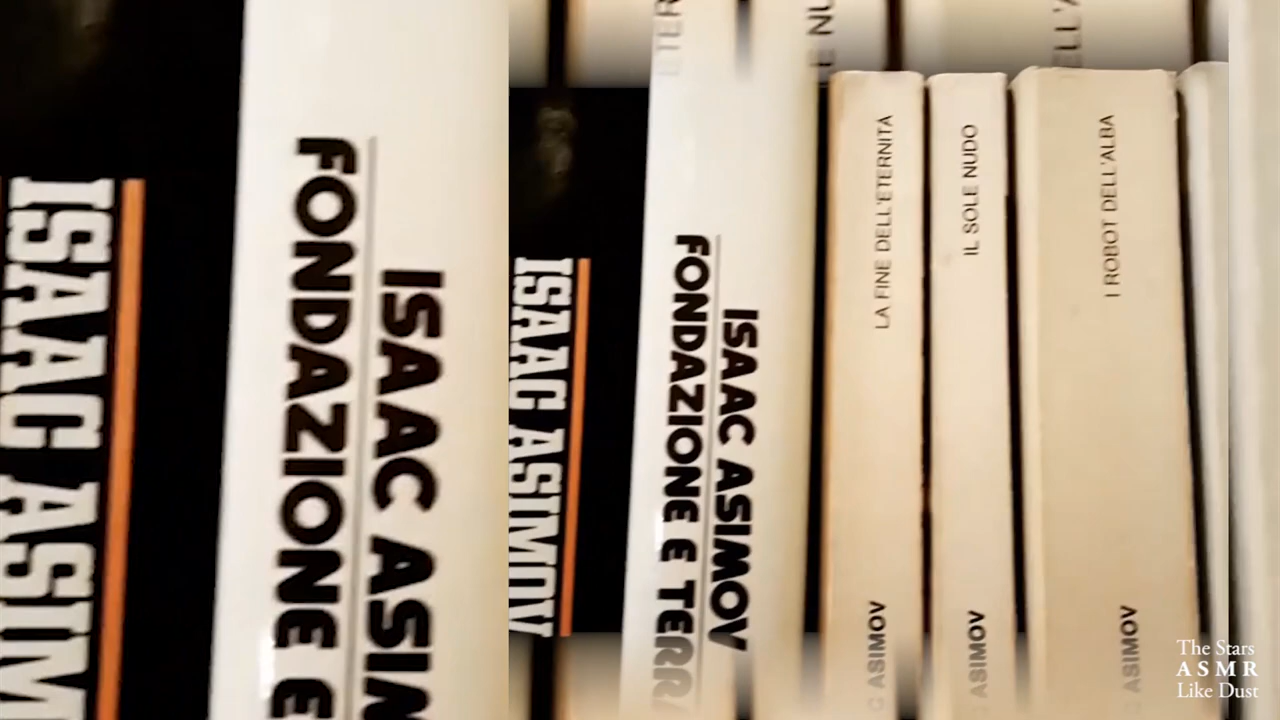 ISAAC ASIM
FONDAZIONE E
ISAAC ASIM
ISAAC ASIMOV
FONDAZIONE E TERRA
ISAAC ASIMOV
LA FINE DELL'ETERNITÀ
C ASIMOV
IL SOLE NUDO
C ASIMOV
I ROBOT DELL'ALBA
ASIMOV
The Stars
ASMR
Like Dust